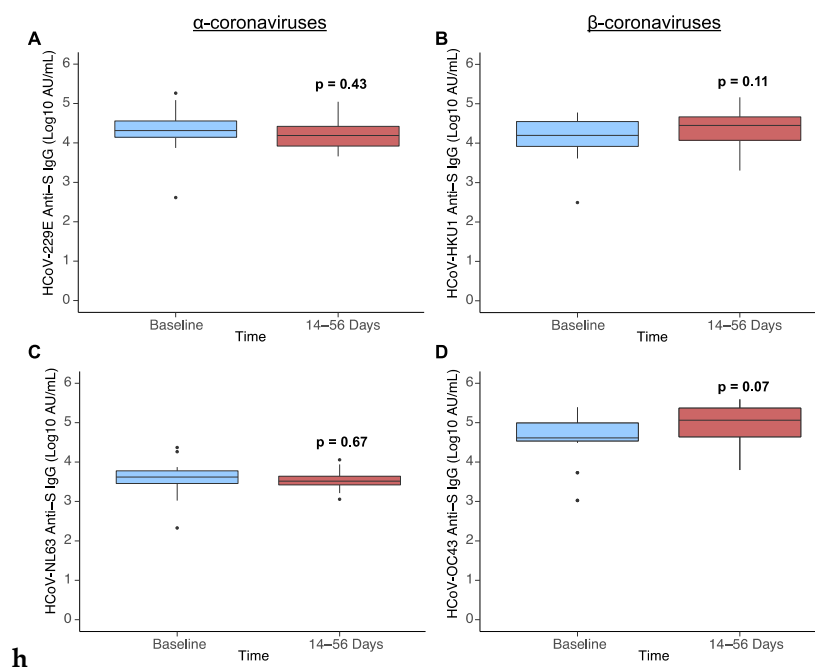 α-coronaviruses
β-coronaviruses
A
B
HCoV-229E Anti–S IgG (Log10 AU/mL)
6
5
4
3
2
1
0
p = 0.43
Baseline
14–56 Days
Time
HCoV-HKU1 Anti–S IgG (Log10 AU/mL)
6
5
4
3
2
1
0
p = 0.11
Baseline
14–56 Days
Time
C
D
HCoV-NL63 Anti–S IgG (Log10 AU/mL)
6
5
4
3
2
1
0
p = 0.67
Baseline
14–56 Days
Time
HCoV-OC43 Anti–S IgG (Log10 AU/mL)
6
5
4
3
2
1
0
p = 0.07
Baseline
14–56 Days
Time
h